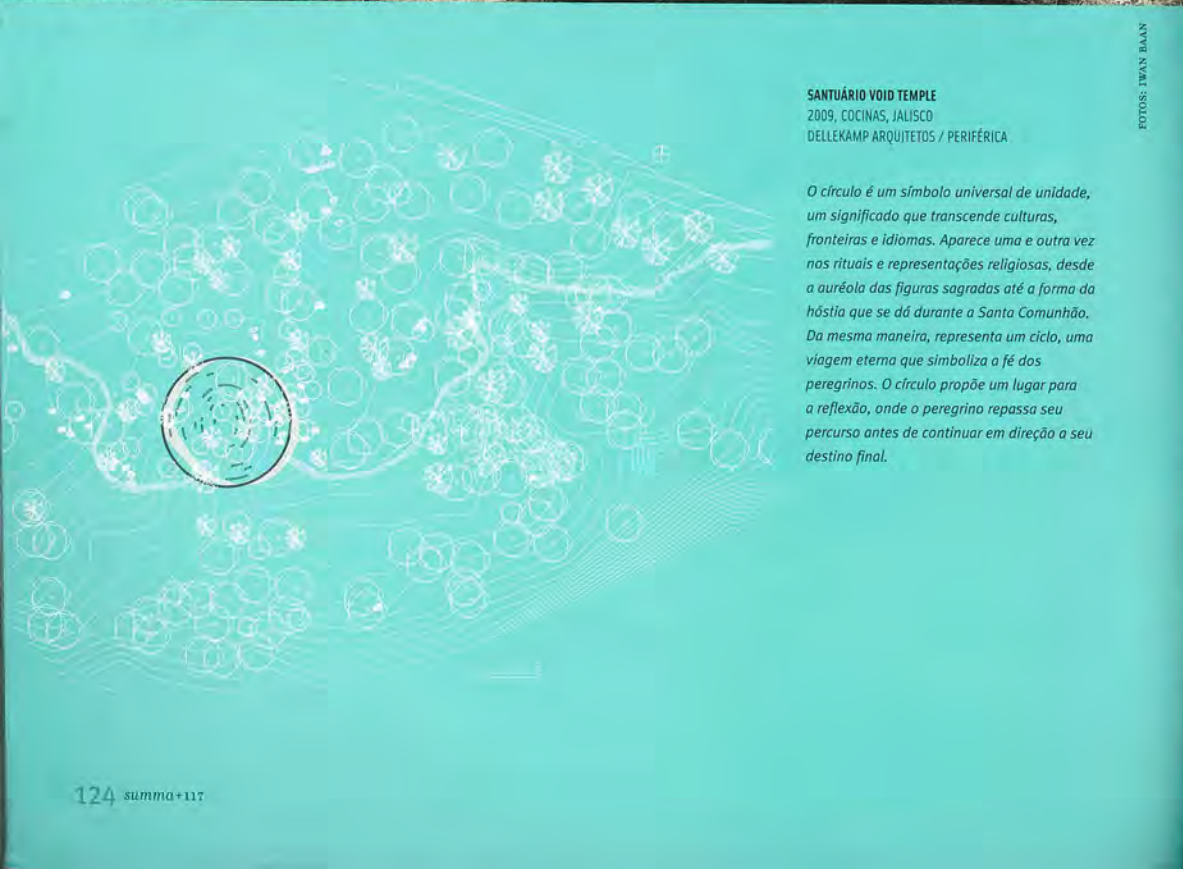 FOTOS: IWAN BAAN
SANTUÁRIO VOID TEMPLE
2009, COCINAS, JALISCO
DELLEKAMP ARQUITETOS / PERIFÉRICA
O círculo é um símbolo universal de unidade,
um significado que transcende culturas,
fronteiras e idiomas. Aparece uma e outra vez
nos rituais e representações religiosas, desde
a auréola das figuras sagradas até a forma da
hóstia que se dá durante a Santa Comunhão.
Da mesma maneira, representa um ciclo, uma
viagem eterna que simboliza a fé dos
peregrinos. O círculo propõe um lugar para
a reflexão, onde o peregrino repassa seu
percurso antes de continuar em direção a seu
destino final.
124 summa+117